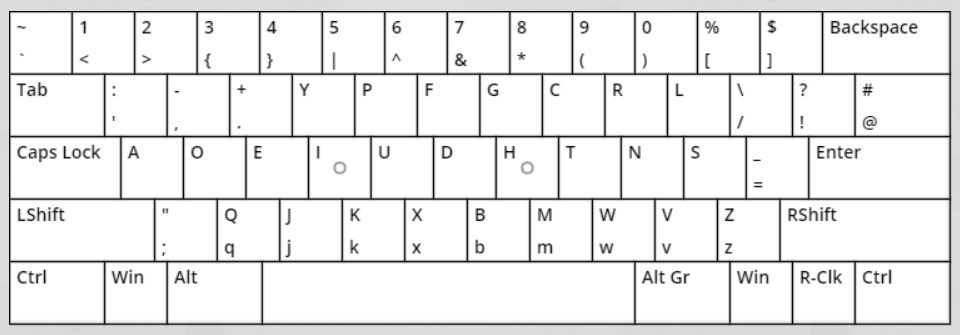 ~ 1 2 3 4 5 6 7 8 9 0 % $ Backspace
` < > { } | ^ & * ( ) [ ]
Tab : - + Y P F G C R L \ ? #
' , . / ! @
Caps Lock A O E I U D H T N S _ Enter
=
LShift " Q J K X B M W V Z RShift
; q j k x b m w v z
Ctrl Win Alt Alt Gr Win R-Clk Ctrl